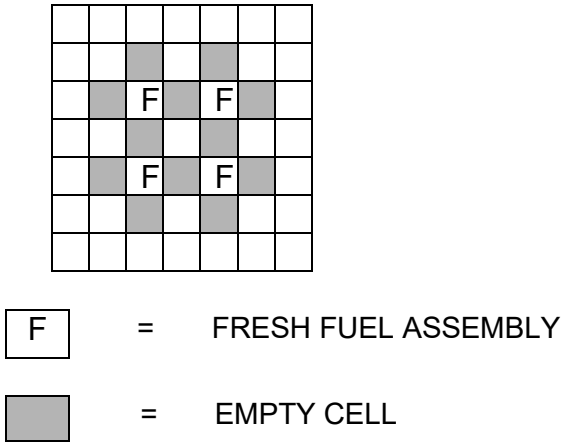 F F
F F
F = FRESH FUEL ASSEMBLY
= EMPTY CELL